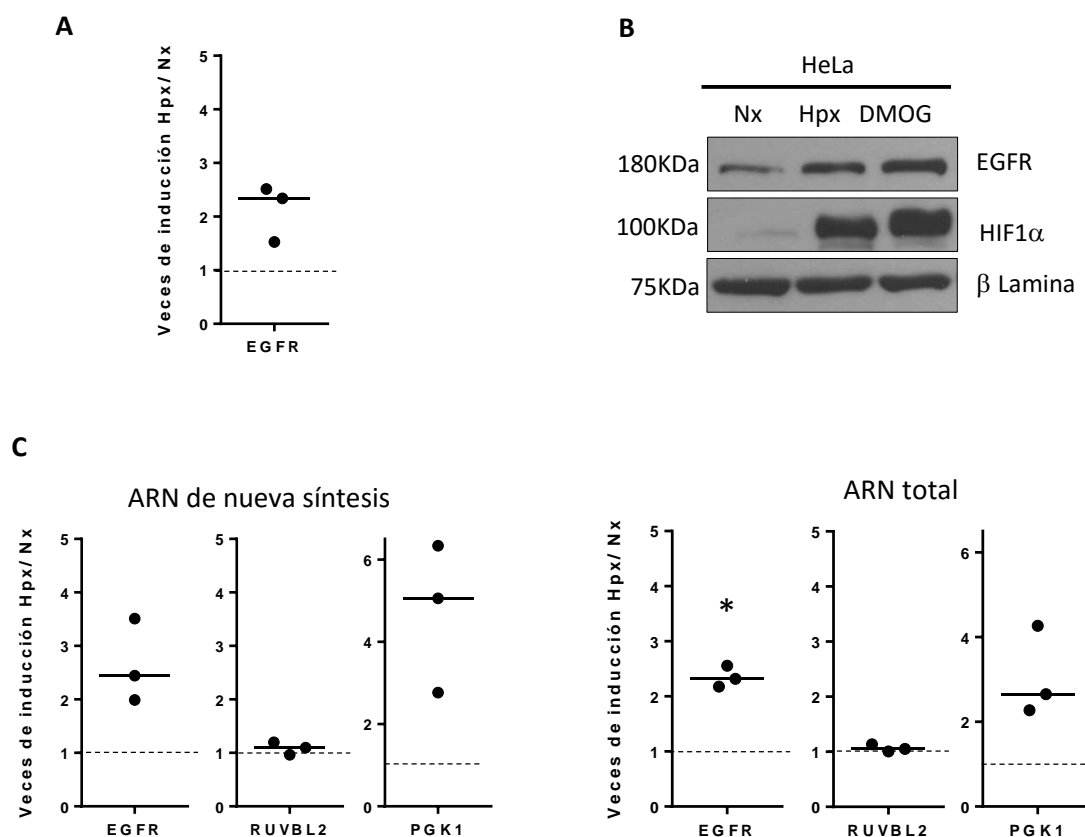 A
Veces de inducción Hpx/ Nx
5
4
3
2
1
0
EGFR
B
HeLa
Nx Hpx DMOG
180KDa EGFR
100KDa HIF1α
75KDa β Lamina
C
ARN de nueva síntesis
Veces de inducción Hpx/ Nx
5
4
3
2
1
0
EGFR
5
4
3
2
1
0
RUVBL2
6
4
2
0
PGK1
ARN total
Veces de inducción Hpx/ Nx
5
4
3
2
1
0
*
EGFR
5
4
3
2
1
0
RUVBL2
6
4
2
0
PGK1